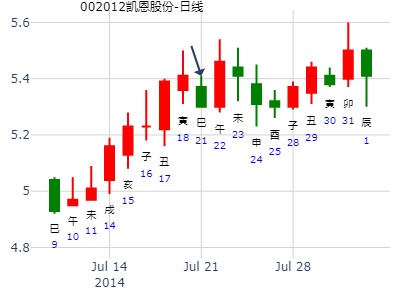 002012凯恩股份-日线
5.6
5.4
5.2
5
4.8
巳
9
午
10
未
11
戌
14
亥
15
子
16
丑
17
寅
18
巳
21
午
22
未
23
申
24
酉
25
子
28
丑
29
寅
30
卯
31
辰
1
Jul 14
2014
Jul 21
Jul 28